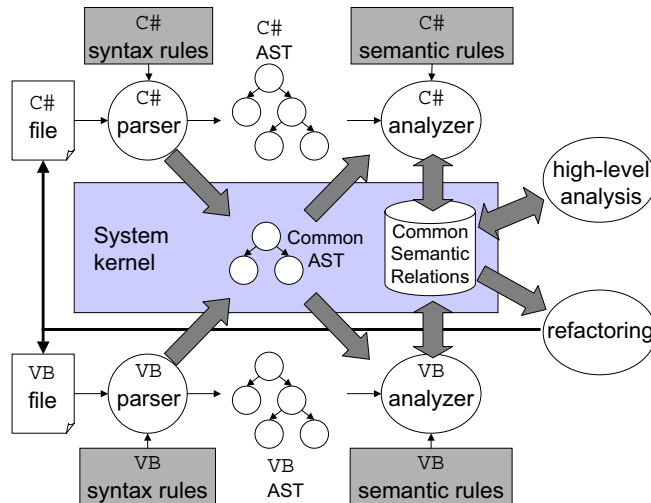 C#
syntax rules
C#
AST
C#
semantic rules
C#
file
C#
parser
C#
analyzer
high-level
analysis
System
kernel
Common
AST
Common
Semantic
Relations
refactoring
VB
file
VB
parser
VB
analyzer
VB
syntax rules
VB
AST
VB
semantic rules